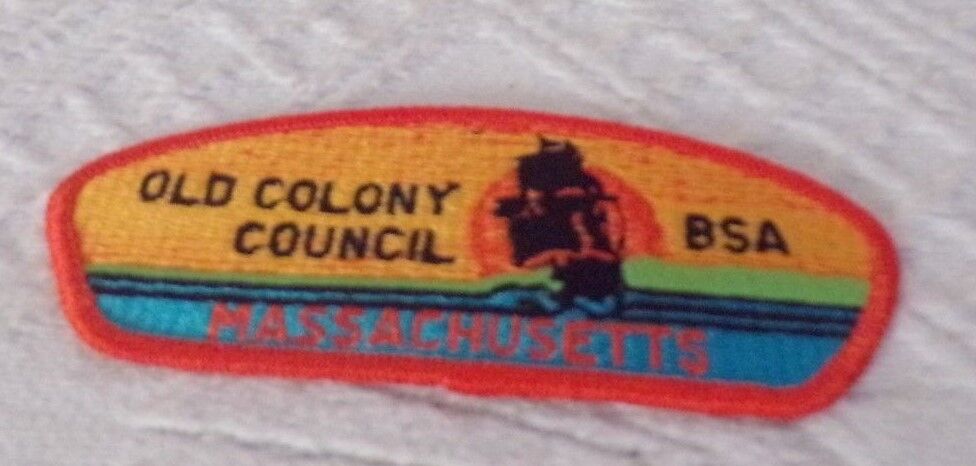 OLD COLONY
COUNCIL BSA
MASSACHUSETTS